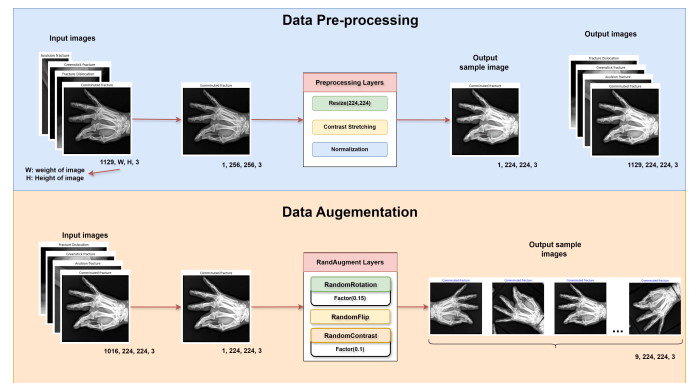 Data Pre-processing
Input images
Avulsion fracture
Greenstick fracture
Fracture Dislocation
Comminuted fracture
1129, W, H, 3
W: weight of image
H: Height of image
Comminuted fracture
1, 256, 256, 3
Preprocessing Layers
Resize(224,224)
Contrast Stretching
Normalization
Output
sample image
Comminuted fracture
1, 224, 224, 3
Output images
Fracture Dislocation
Greenstick fracture
Avulsion fracture
Comminuted fracture
1129, 224, 224, 3
Data Augementation
Input images
Fracture Dislocation
Greenstick fracture
Avulsion fracture
Comminuted fracture
1016, 224, 224, 3
Comminuted fracture
1, 224, 224, 3
RandAugment Layers
RandomRotation
Factor(0.15)
RandomFlip
RandomContrast
Factor(0.1)
Output sample
images
Comminuted fracture
Comminuted fracture
Comminuted fracture
Comminuted fracture
...
9, 224, 224, 3